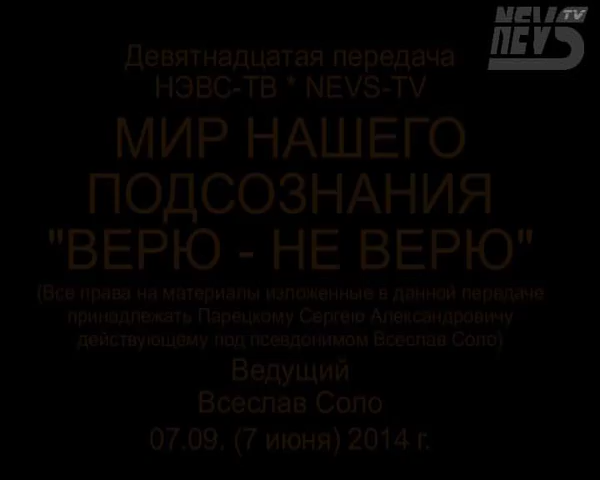 NEVS TV
Девятнадцатая передача
НЭВС-ТВ * NEVS-TV
МИР НАШЕГО
ПОДСОЗНАНИЯ
"ВЕРЮ - НЕ ВЕРЮ"
(Все права на материалы изложенные в данной передаче
принадлежать Парецкому Сергею Александровичу
действующему под псевдонимом Всеслав Соло)
Ведущий
Всеслав Соло
07.09. (7 июня) 2014 г.